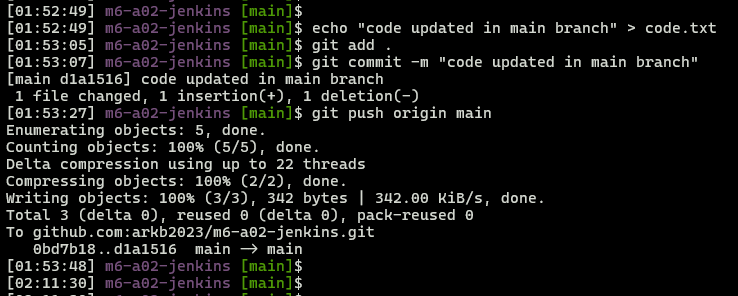 [01:52:49] m6-a02-jenkins [main]$
[01:52:49] m6-a02-jenkins [main]$ echo "code updated in main branch" > code.txt
[01:53:05] m6-a02-jenkins [main]$ git add .
[01:53:07] m6-a02-jenkins [main]$ git commit -m "code updated in main branch"
[main d1a1516] code updated in main branch
 1 file changed, 1 insertion(+), 1 deletion(-)
[01:53:27] m6-a02-jenkins [main]$ git push origin main
Enumerating objects: 5, done.
Counting objects: 100% (5/5), done.
Delta compression using up to 22 threads
Compressing objects: 100% (2/2), done.
Writing objects: 100% (3/3), 342 bytes | 342.00 KiB/s, done.
Total 3 (delta 0), reused 0 (delta 0), pack-reused 0
To github.com:arkb2023/m6-a02-jenkins.git
   0bd7b18..d1a1516  main -> main
[01:53:48] m6-a02-jenkins [main]$
[02:11:30] m6-a02-jenkins [main]$